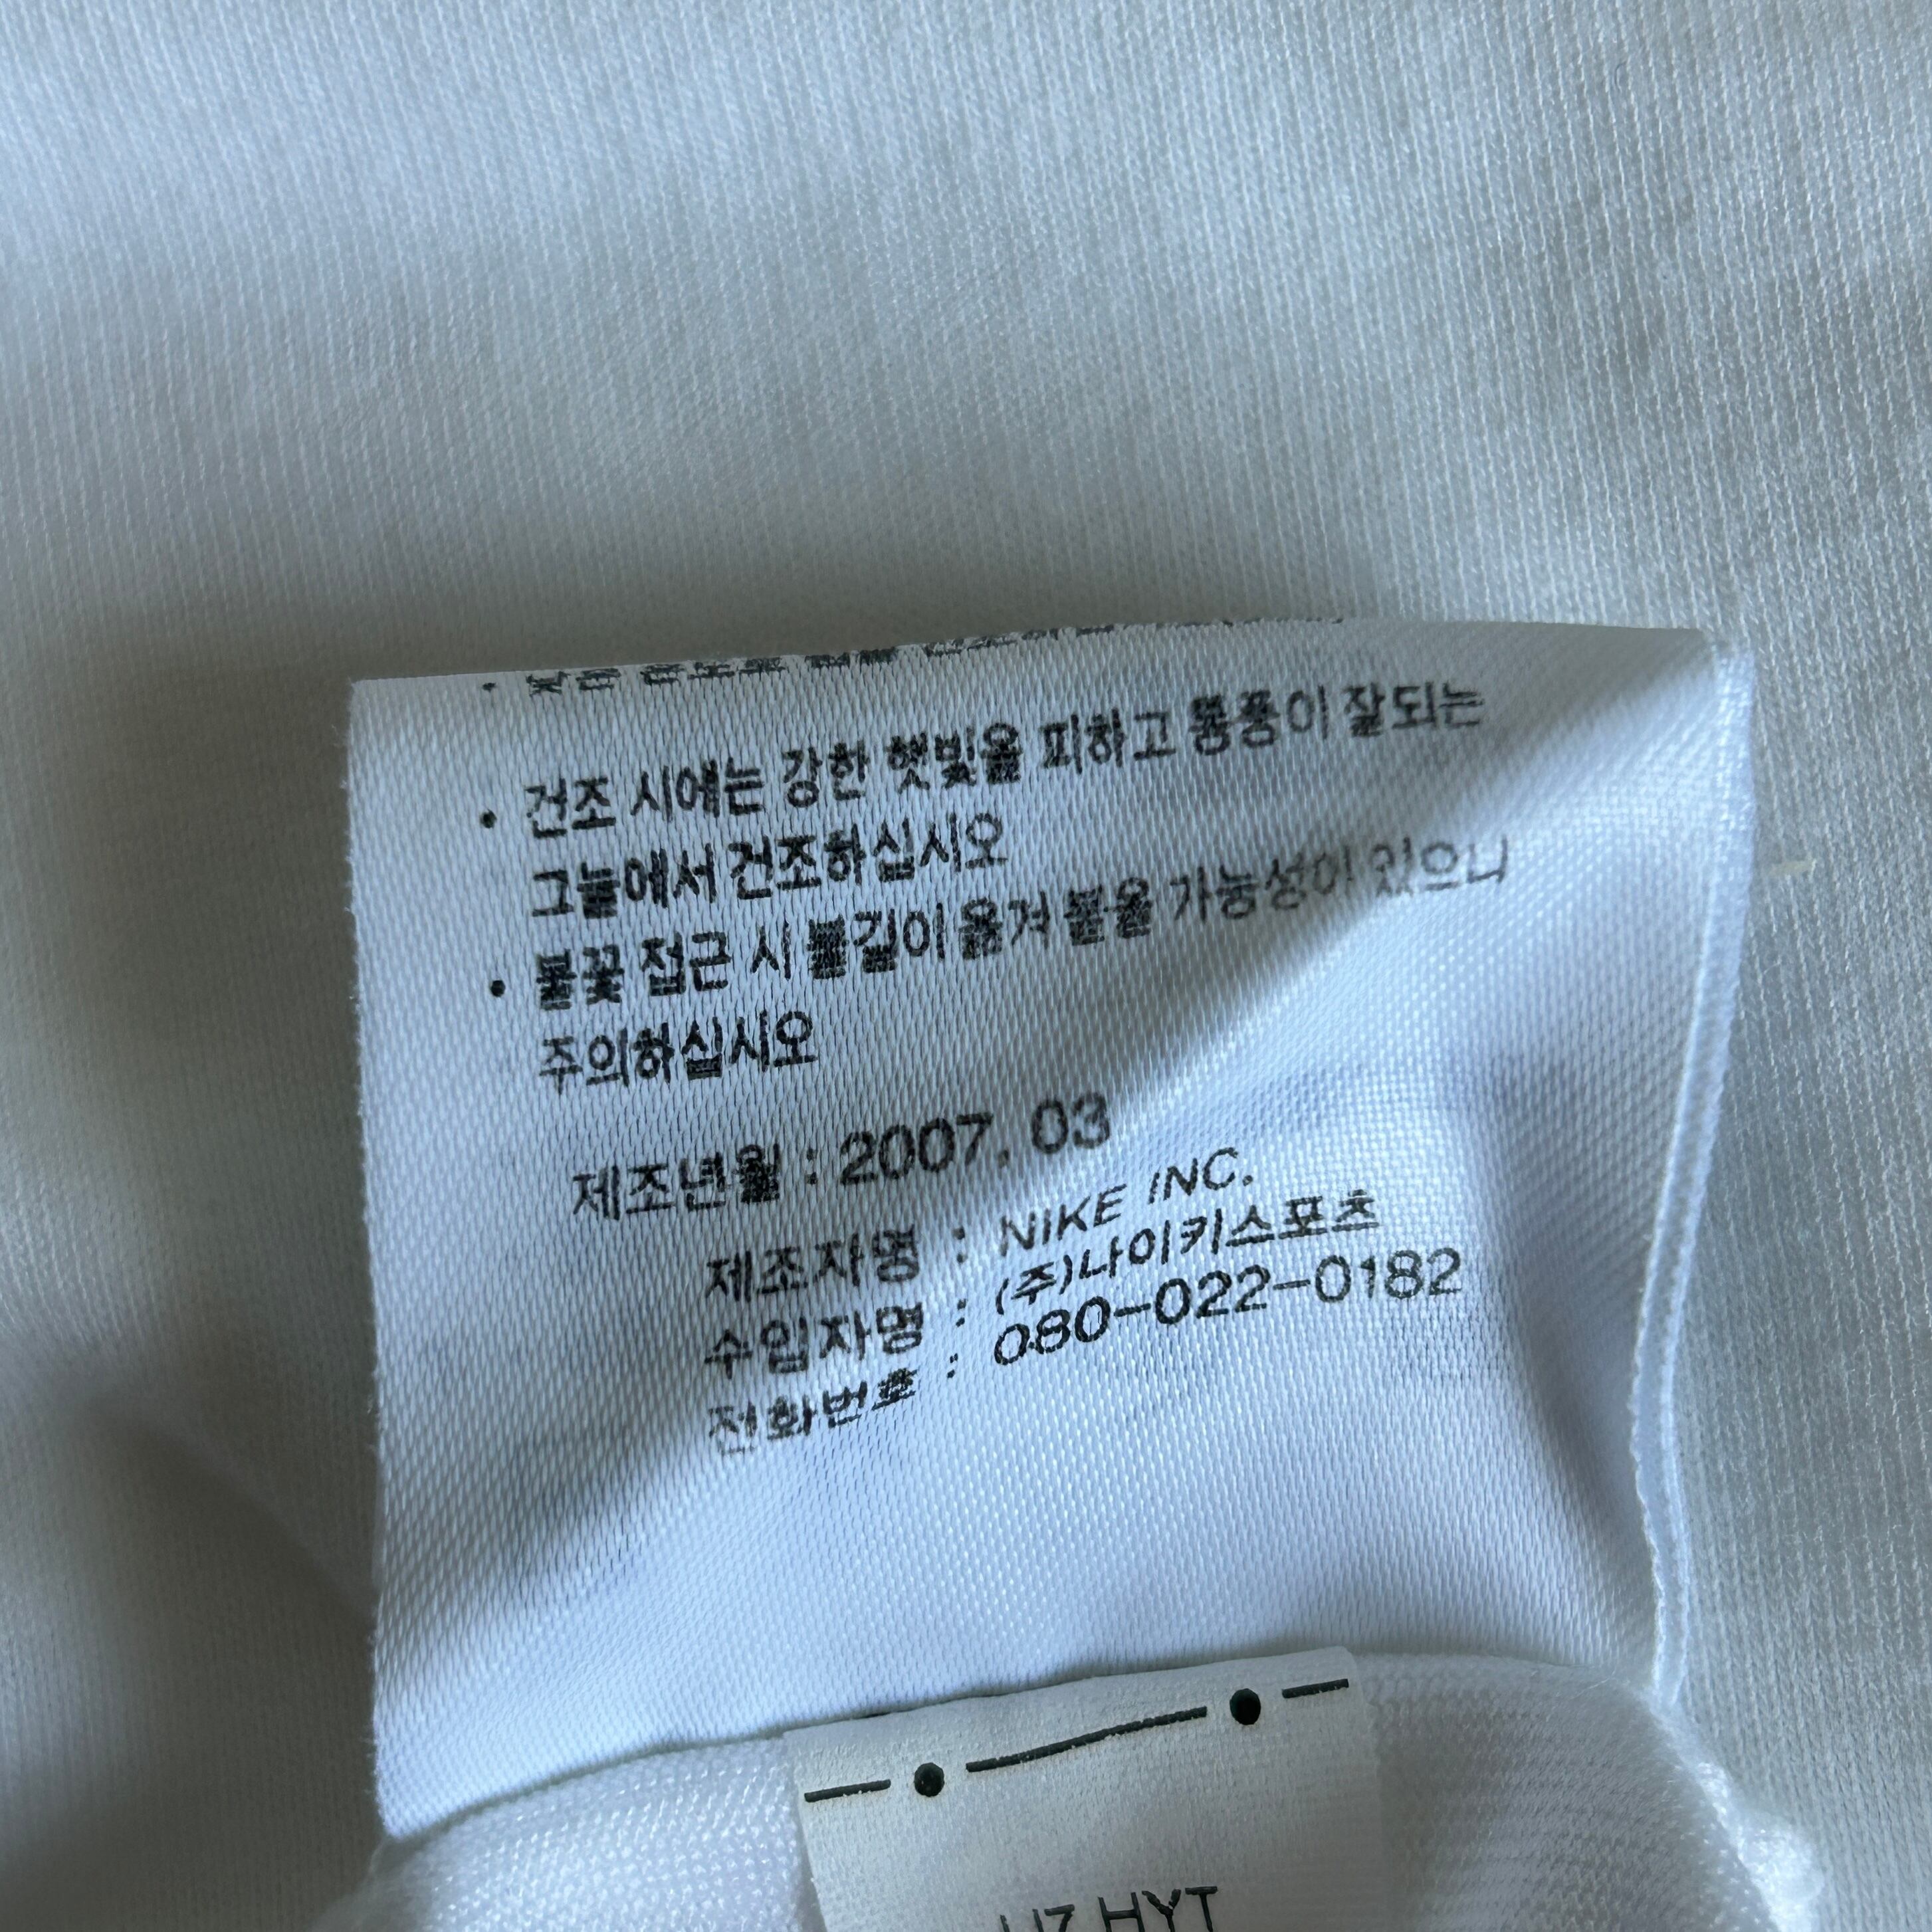 • 건조 시에는 강한 햇빛을 피하고 통풍이 잘되는
그늘에서 건조하십시오
• 불꽃 접근 시 불길이 옮겨 붙을 가능성이 있으니
주의하십시오
제조년월 : 2007. 03
제조자명 : NIKE INC.
수입자명 : (주)나이키스포츠
전화번호 : 080-022-0182
HYT